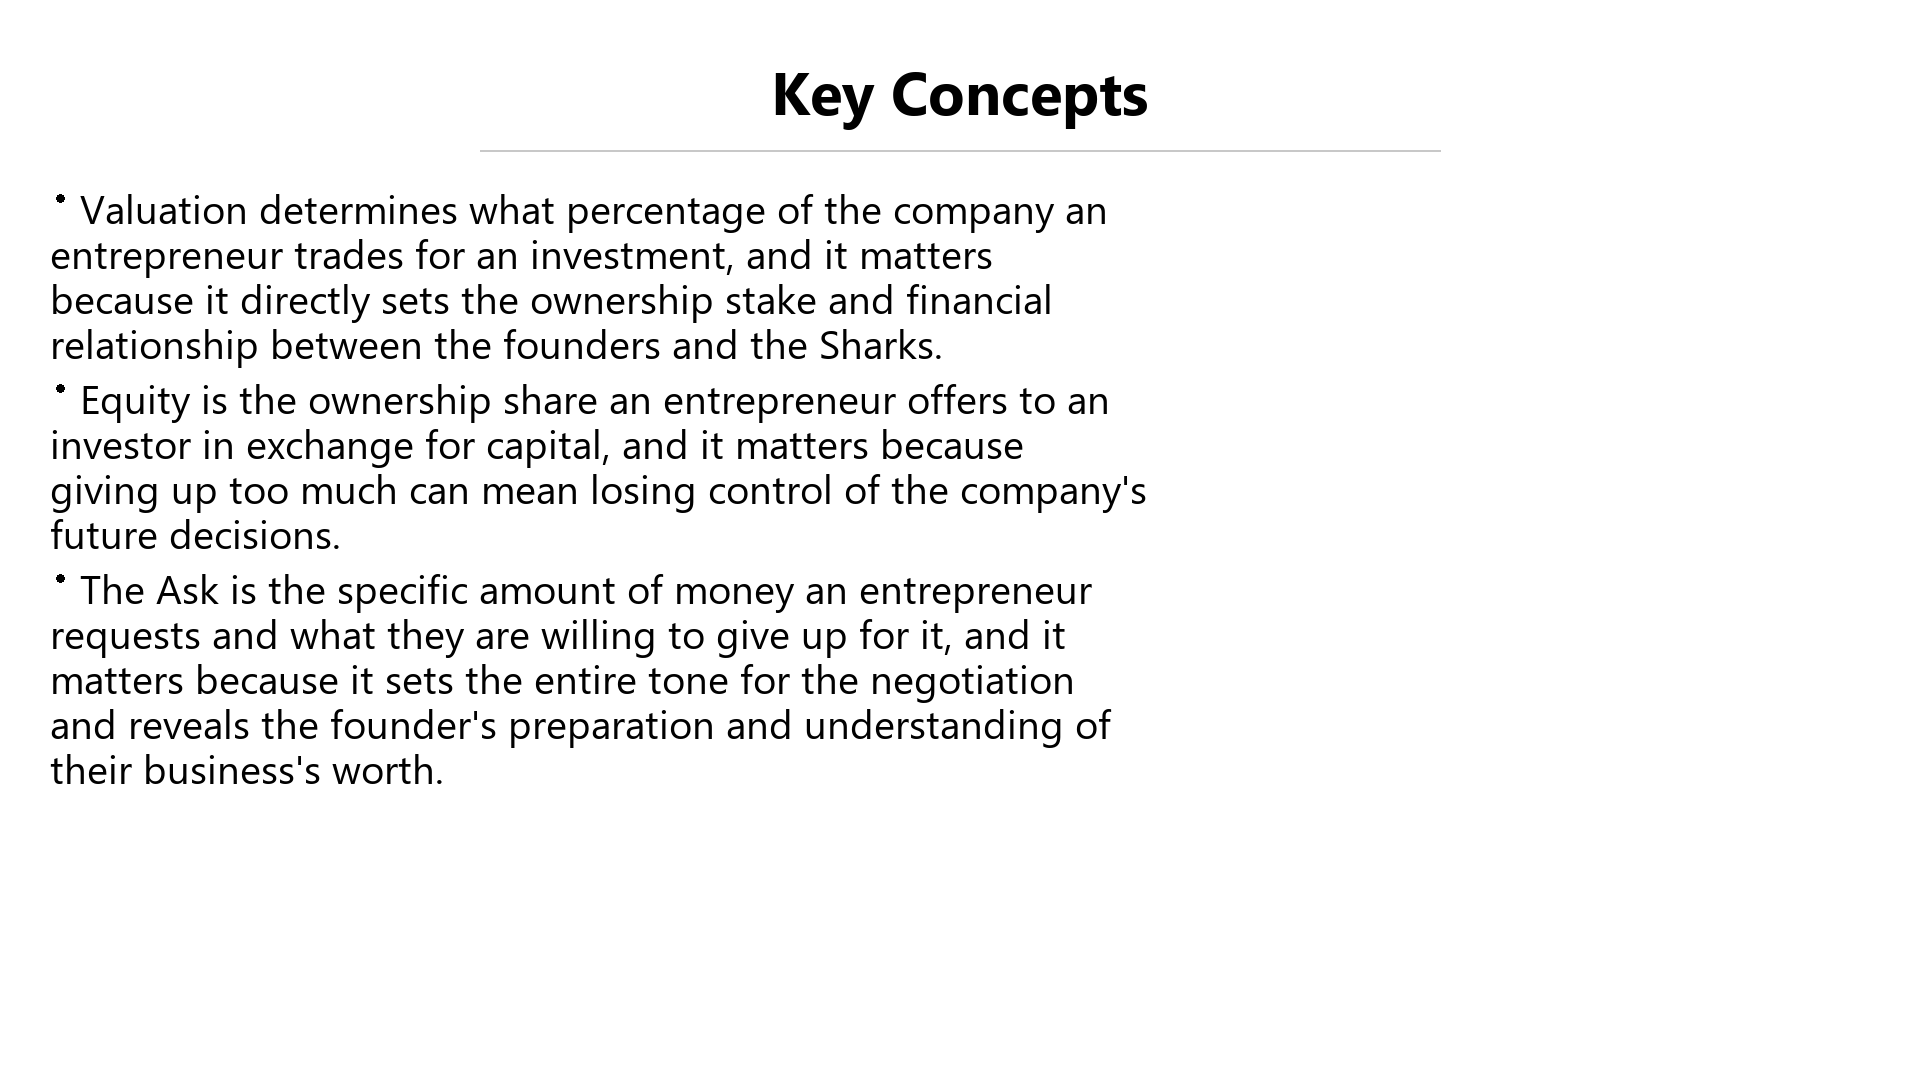 Key Concepts
• Valuation determines what percentage of the company an
entrepreneur trades for an investment, and it matters
because it directly sets the ownership stake and financial
relationship between the founders and the Sharks.
• Equity is the ownership share an entrepreneur offers to an
investor in exchange for capital, and it matters because
giving up too much can mean losing control of the company's
future decisions.
• The Ask is the specific amount of money an entrepreneur
requests and what they are willing to give up for it, and it
matters because it sets the entire tone for the negotiation
and reveals the founder's preparation and understanding of
their business's worth.